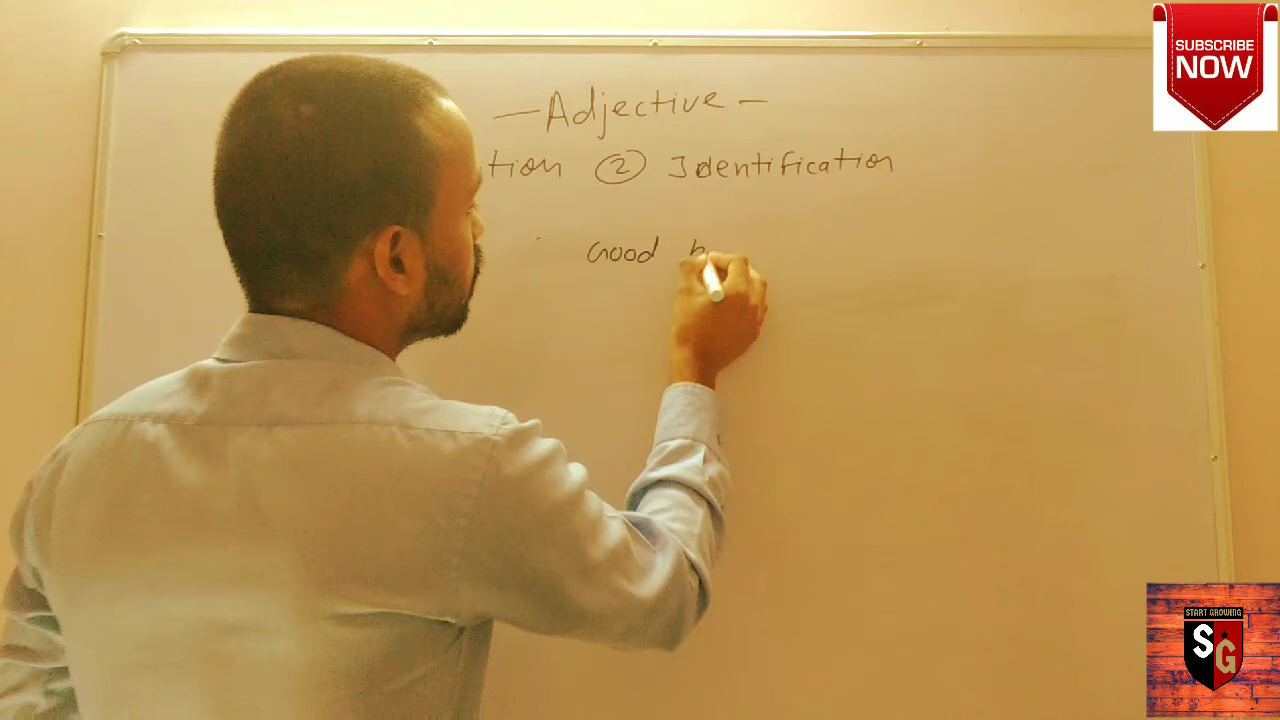 SUBSCRIBE
NOW
— Adjective —
tion ② Identification
Good
START GROWING
SG